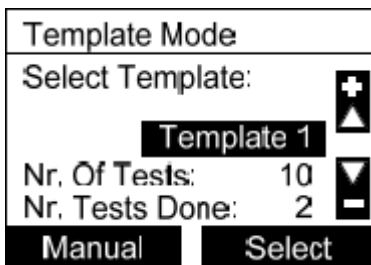 Template Mode
Select Template:
Template 1
Nr. Of Tests: 10
Nr. Tests Done: 2
Manual Select